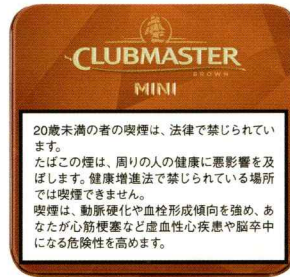 CLUBMASTER
BROWN
MINI
20歳未満の者の喫煙は、法律で禁じられてい
ます。
たばこの煙は、周りの人の健康に悪影響を及
ぼします。健康増進法で禁じられている場所
では喫煙できません。
喫煙は、動脈硬化や血栓形成傾向を強め、あ
なたが心筋梗塞など虚血性心疾患や脳卒中
になる危険性を高めます。